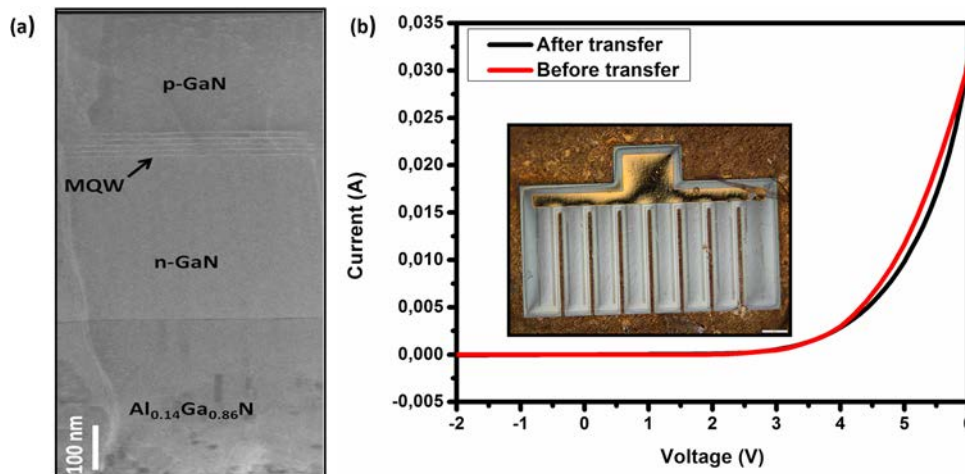 (a)
p-GaN
MQW
n-GaN
Al0.14Ga0.86N
100 nm
(b)
After transfer
Before transfer
Current (A)
0,035
0,030
0,025
0,020
0,015
0,010
0,005
0,000
-0,005
-2 -1 0 1 2 3 4 5 6
Voltage (V)